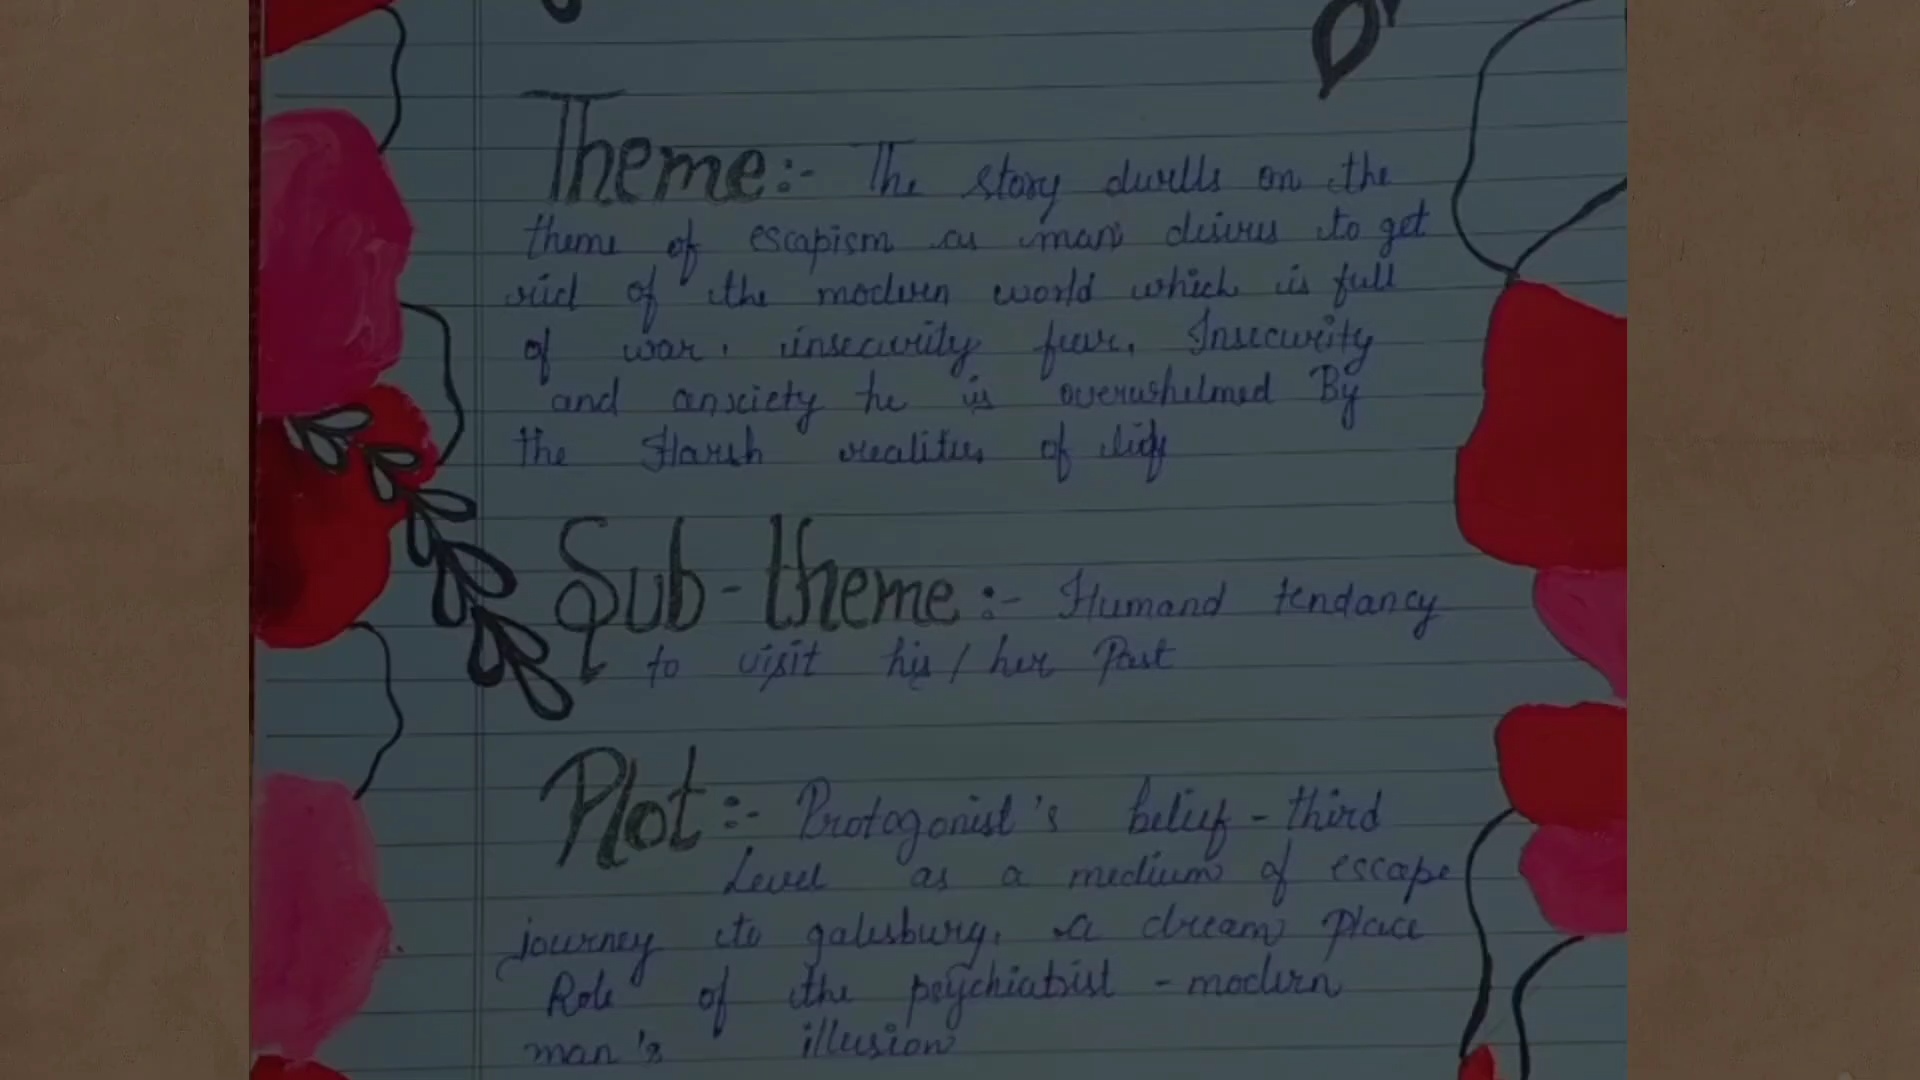 Theme:- The story dwells on the
theme of escapism as man desires to get
rid of the modern world which is full
of war, insecurity fear, Insecurity
and anxiety he is overwhelmed By
the Harsh realities of life
Sub-theme:- Humand tendancy
to visit his/her Past
Plot:- Protogonist's belief - third
Level as a medium of escape
journey to galesburg, a dream place
Role of the psychiatsist - modern
man's illusion